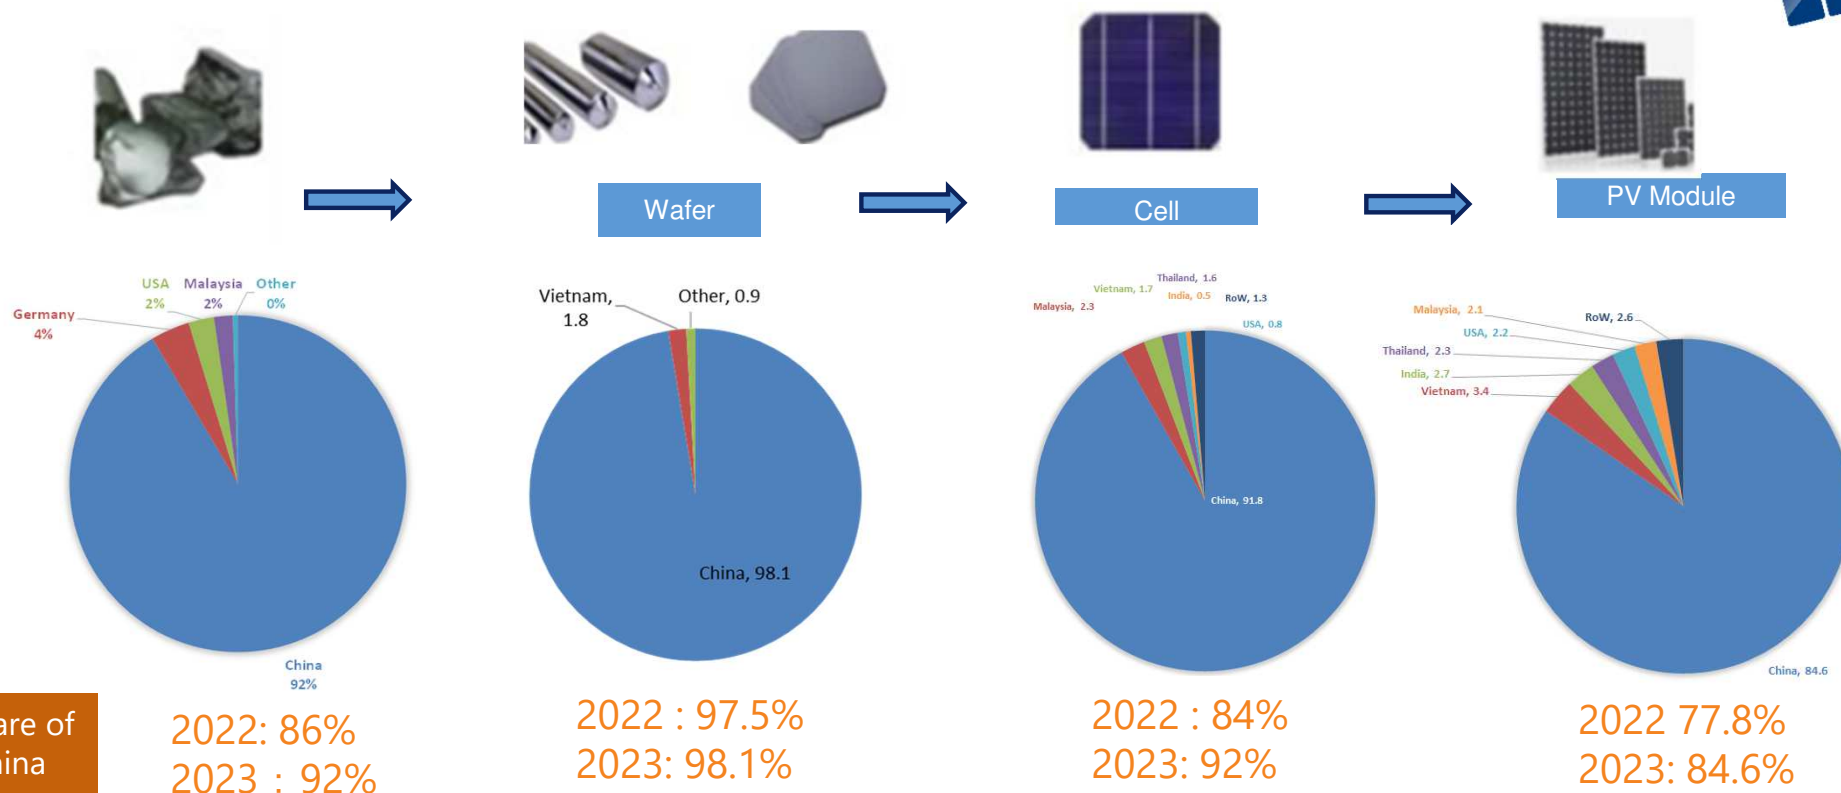 Wafer
Cell
PV Module
USA
2%
Malaysia
2%
Other
0%
Germany
4%
China
92%
Vietnam,
1.8
Other, 0.9
China, 98.1
Thailand, 1.6
Vietnam, 1.7
India, 0.5
RoW, 1.3
Malaysia, 2.3
USA, 0.8
China, 91.8
Malaysia, 2.1
RoW, 2.6
USA, 2.2
Thailand, 2.3
India, 2.7
Vietnam, 3.4
China, 84.6
are of
ina
2022: 86%
2023 : 92%
2022 : 97.5%
2023: 98.1%
2022 : 84%
2023: 92%
2022 77.8%
2023: 84.6%